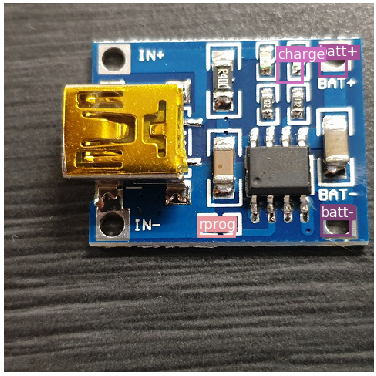 IN+
charge
batt+
BAT+
BAT-
batt-
rprog
IN-